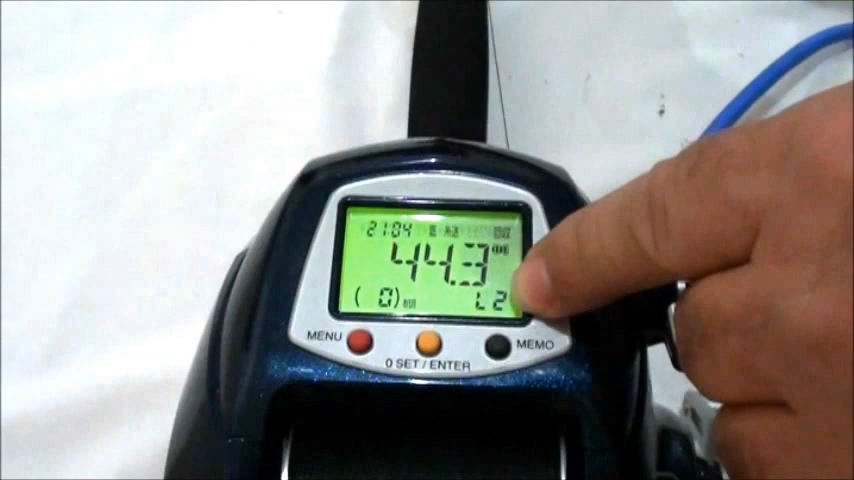 21:04
44.3
( 0) L2
MENU MEMO
0 SET / ENTER